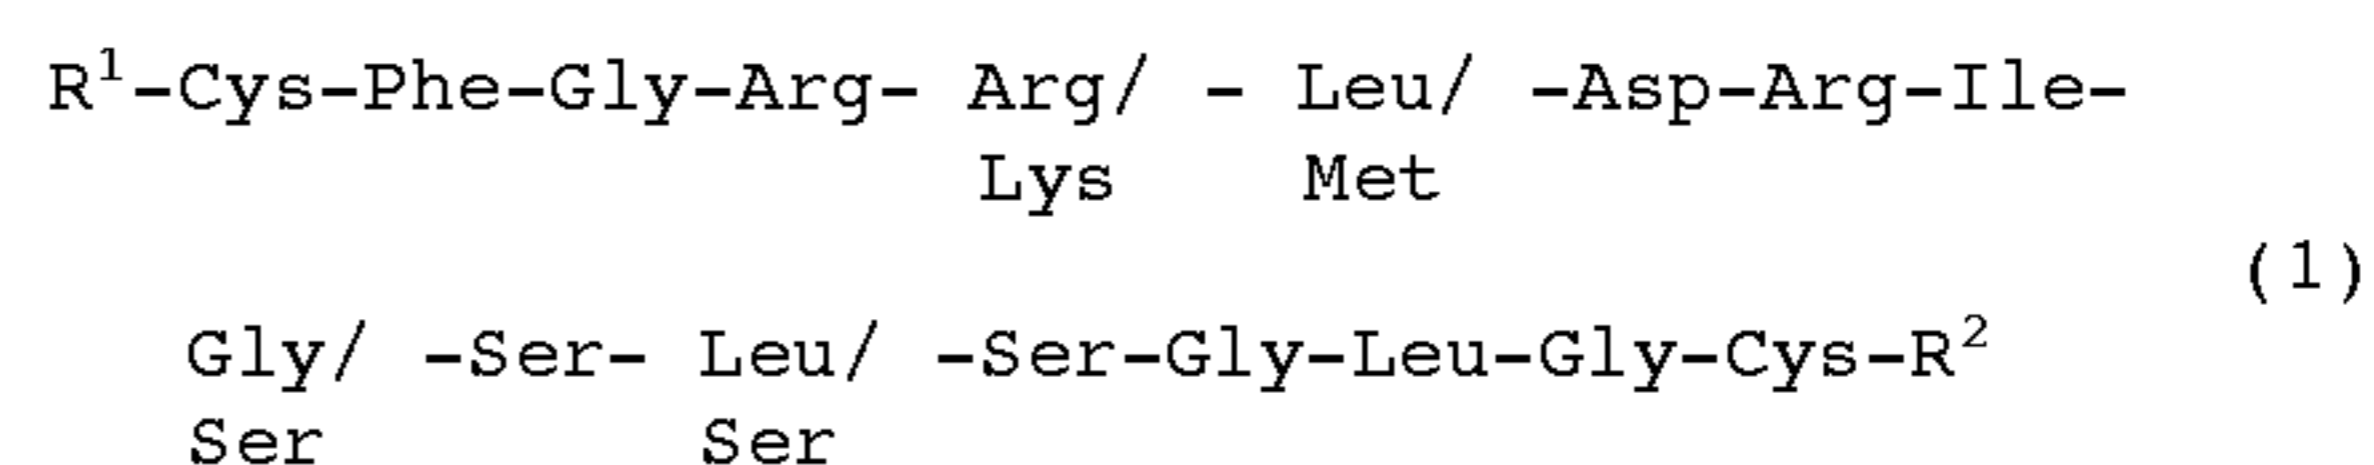 R¹-Cys-Phe-Gly-Arg- Arg/ - Leu/ -Asp-Arg-Ile-
Lys Met
(1)
Gly/ -Ser- Leu/ -Ser-Gly-Leu-Gly-Cys-R²
Ser Ser